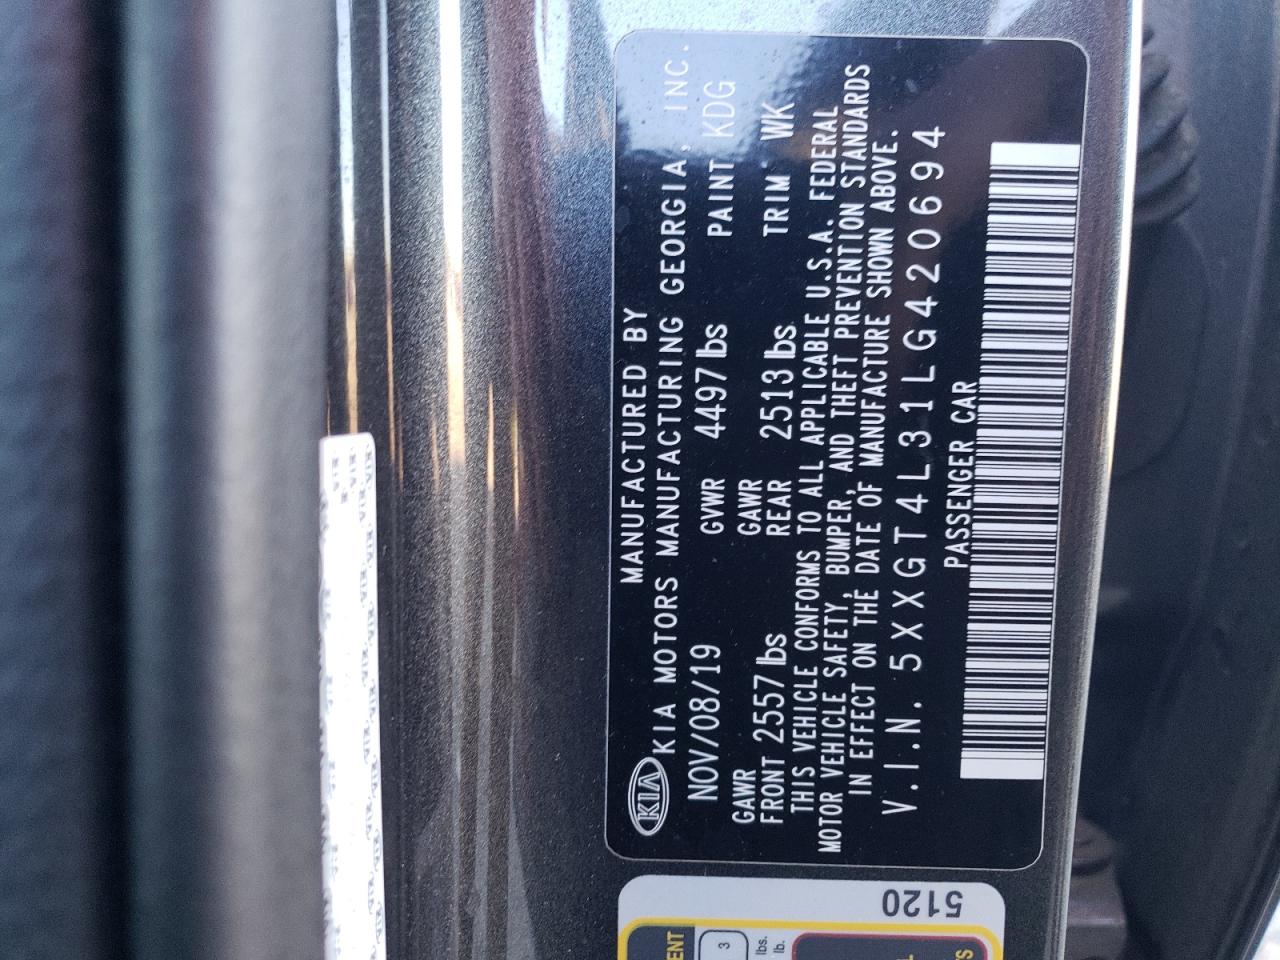 MANUFACTURED BY
KIA KIA MOTORS MANUFACTURING GEORGIA, INC.
NOV/08/19 GVWR 4497 lbs PAINT KDG
GAWR GAWR
FRONT 2557 lbs REAR 2513 lbs TRIM WK
THIS VEHICLE CONFORMS TO ALL APPLICABLE U.S.A. FEDERAL
MOTOR VEHICLE SAFETY, BUMPER, AND THEFT PREVENTION STANDARDS
IN EFFECT ON THE DATE OF MANUFACTURE SHOWN ABOVE.
V.I.N. 5XXGT4L31LG420694
PASSENGER CAR
5120
3
lbs.
lb.